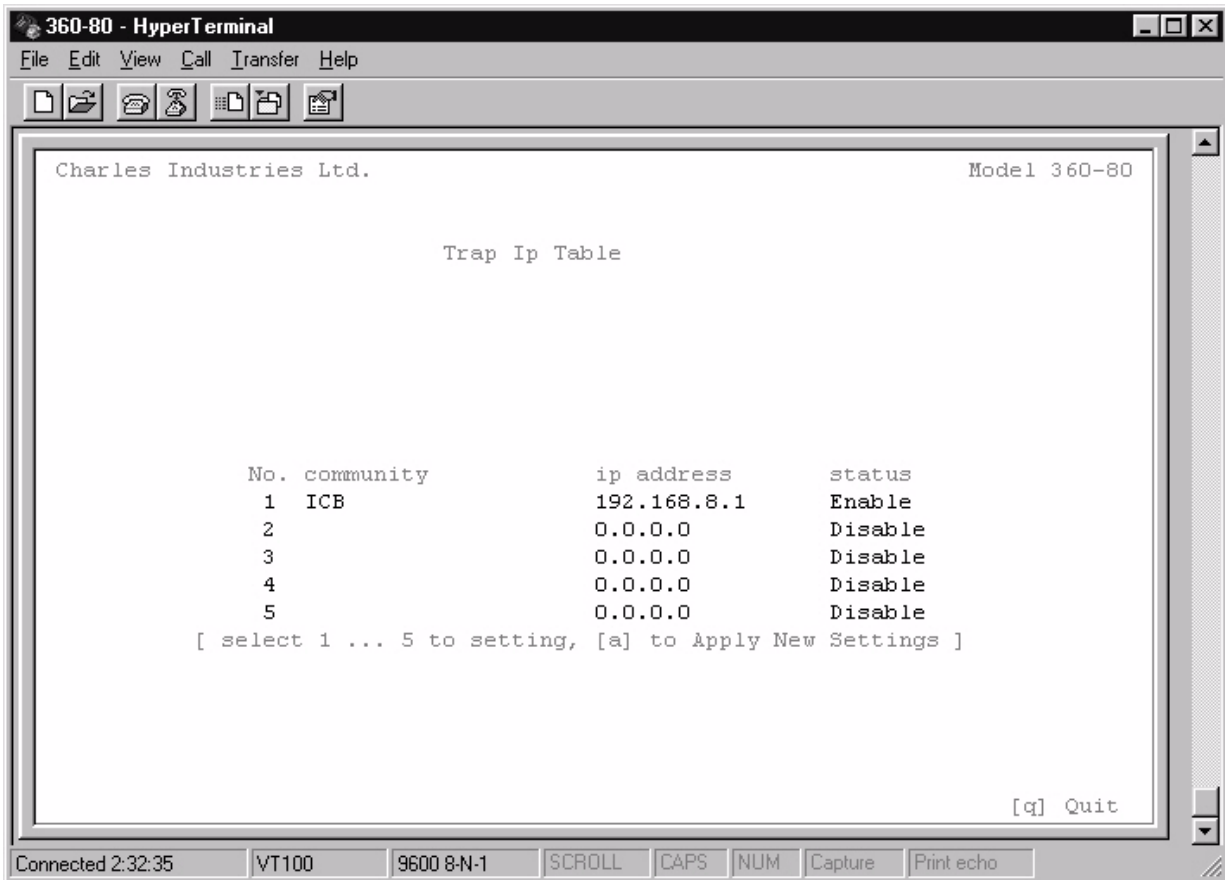 360-80 - HyperTerminal
File Edit View Call Transfer Help
Charles Industries Ltd. Model 360-80
Trap Ip Table
No. community ip address status
1 ICB 192.168.8.1 Enable
2 0.0.0.0 Disable
3 0.0.0.0 Disable
4 0.0.0.0 Disable
5 0.0.0.0 Disable
[ select 1 ... 5 to setting, [a] to Apply New Settings ]
[q] Quit
Connected 2:32:35 VT100 9600 8-N-1 SCROLL CAPS NUM Capture Print echo